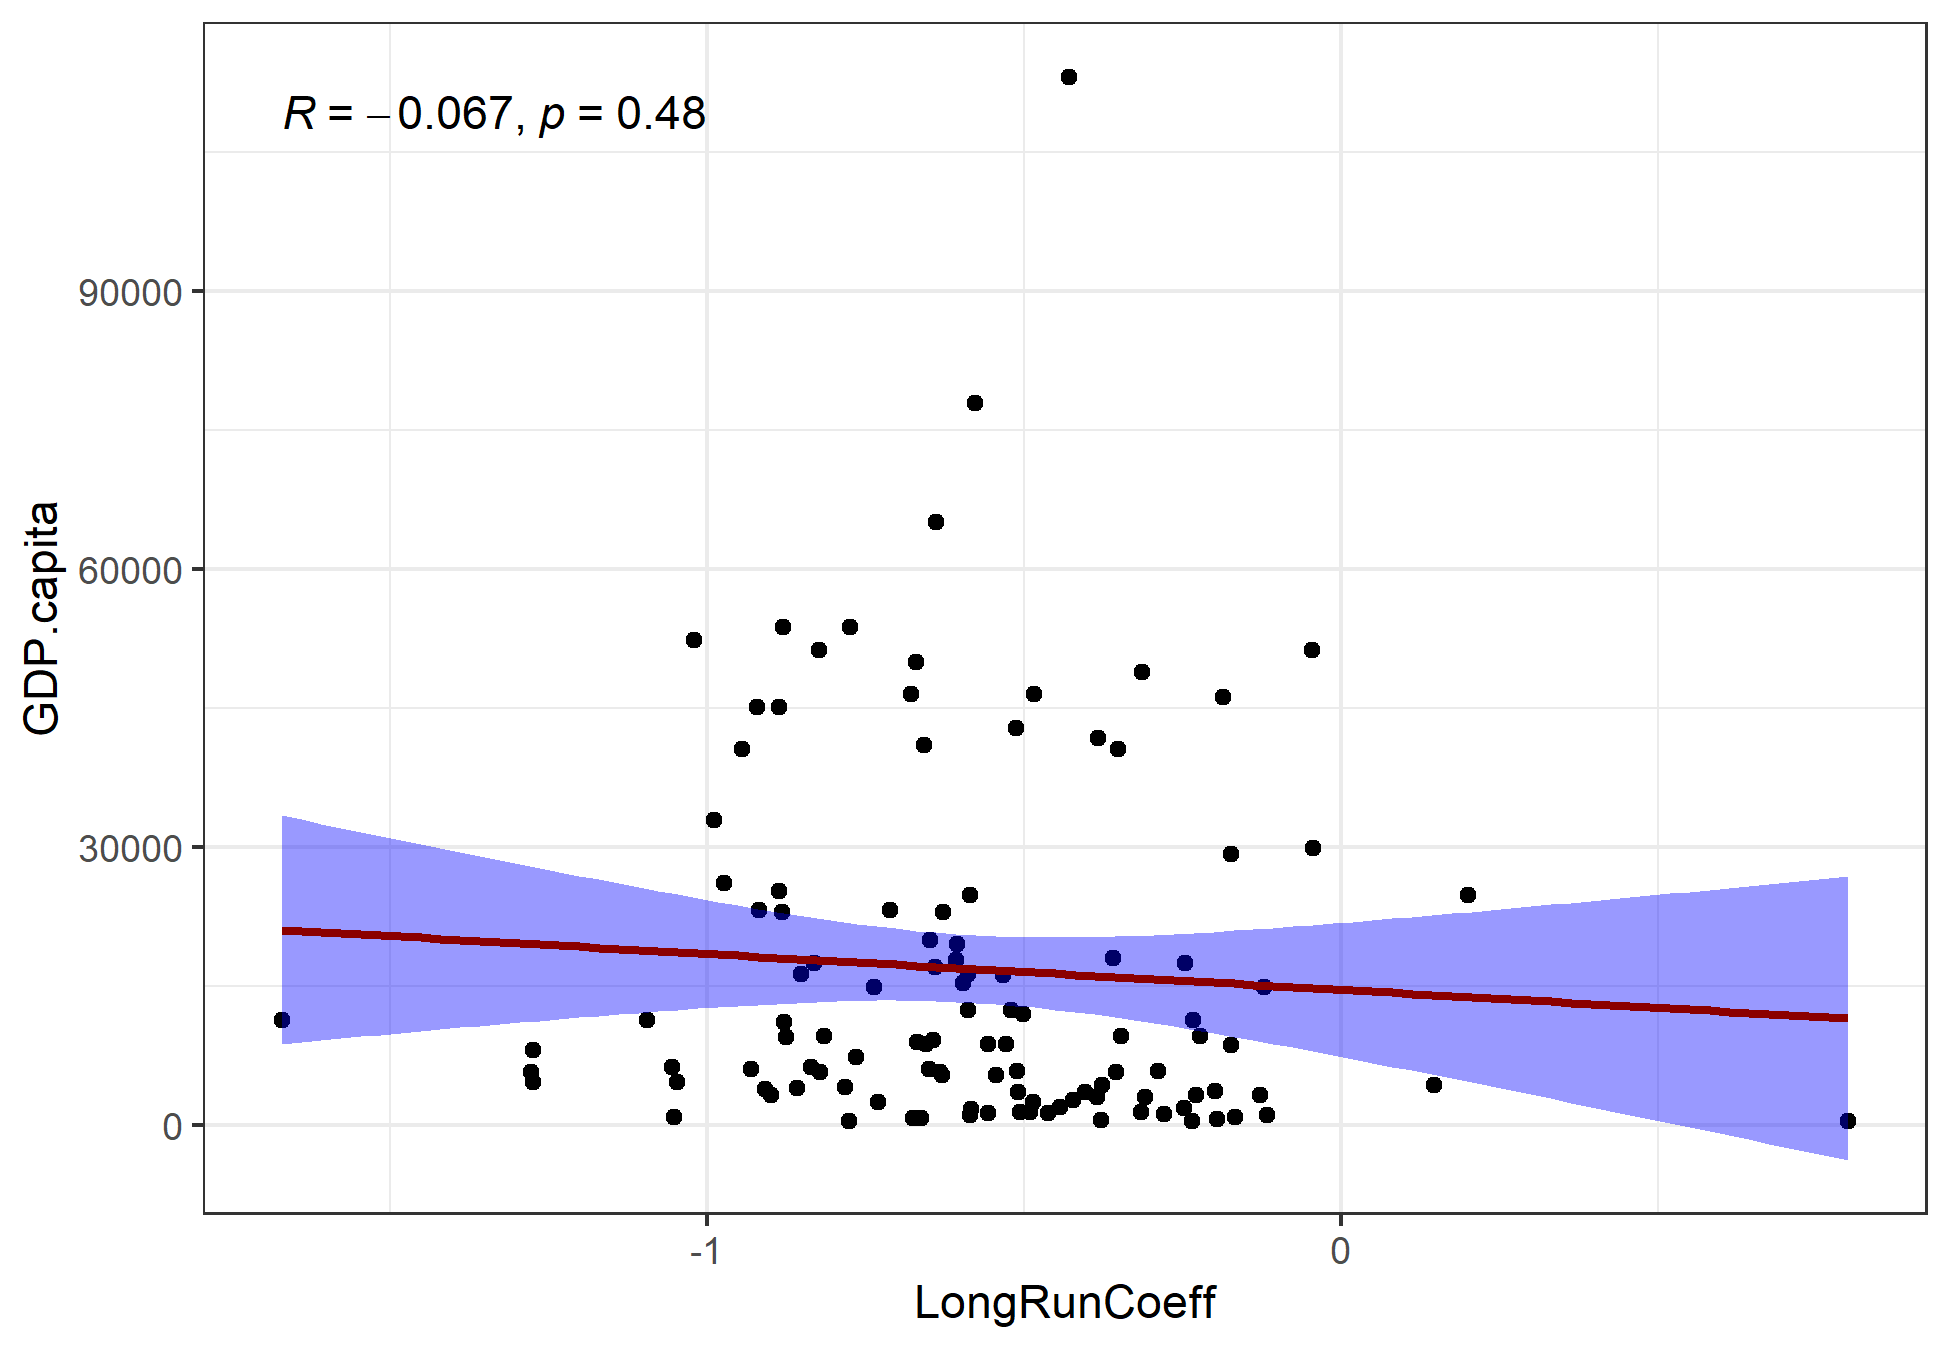 R = −0.067, p = 0.48
90000
60000
30000
0
GDP.capita
-1
0
LongRunCoeff